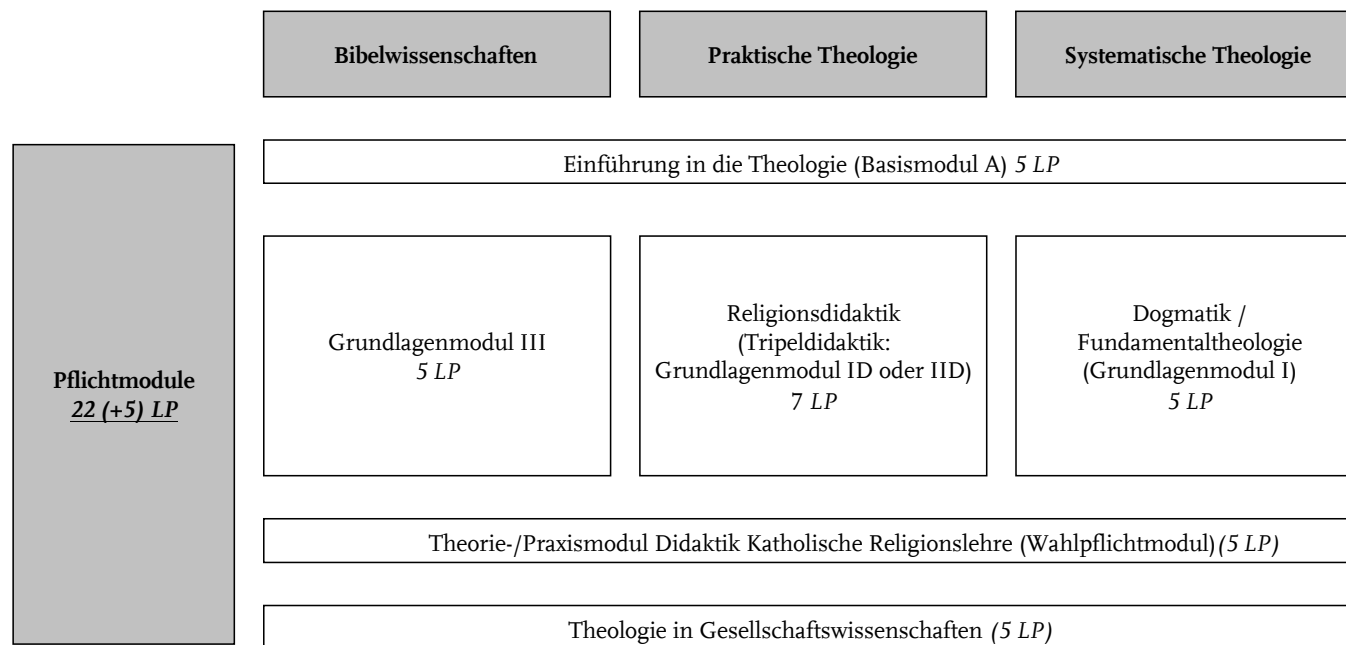 Bibelwissenschaften
Praktische Theologie
Systematische Theologie
Einführung in die Theologie (Basismodul A) 5 LP
Pflichtmodule
22 (+5) LP
Grundlagenmodul III
5 LP
Religionsdidaktik
(Tripeldidaktik:
Grundlagenmodul ID oder IID)
7 LP
Dogmatik /
Fundamentaltheologie
(Grundlagenmodul I)
5 LP
Theorie-/Praxismodul Didaktik Katholische Religionslehre (Wahlpflichtmodul)(5 LP)
Theologie in Gesellschaftswissenschaften (5 LP)